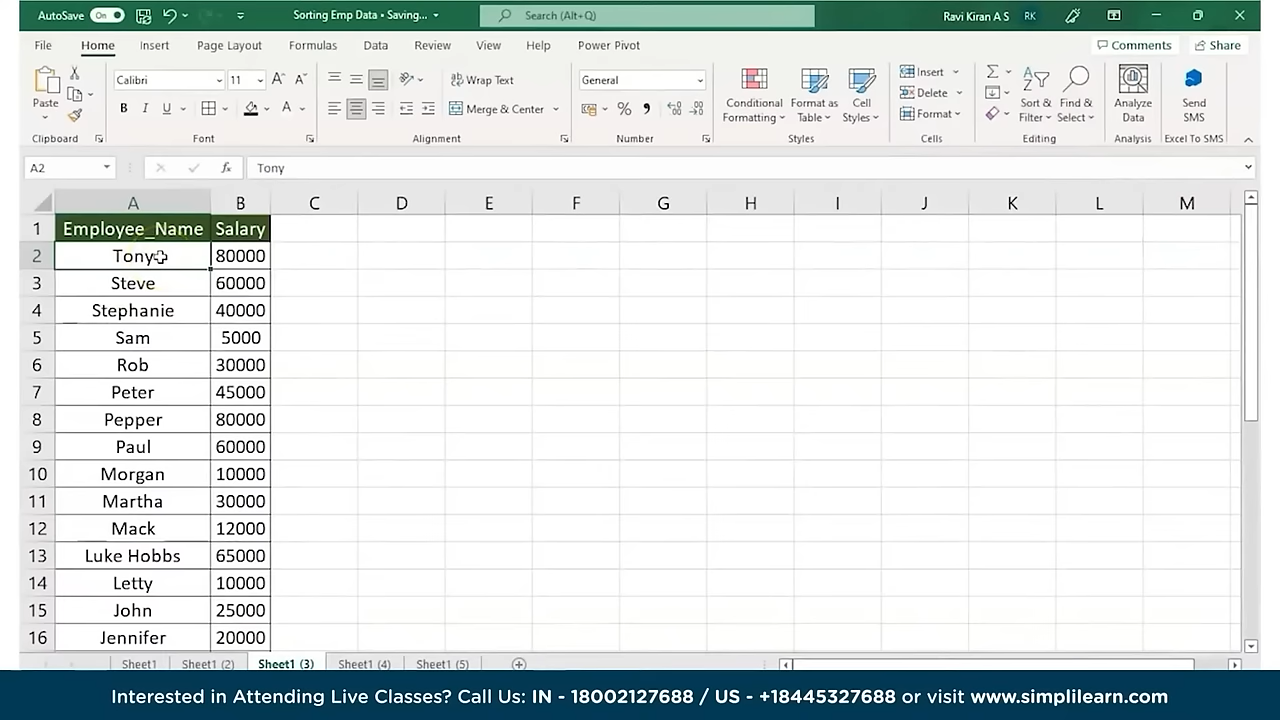 AutoSave On Sorting Emp Data • Saving... Search (Alt+Q) Ravi Kiran A S RK
File Home Insert Page Layout Formulas Data Review View Help Power Pivot Comments Share
Calibri 11 Wrap Text General Insert
Paste Conditional Formatting Format as Table Cell Styles Delete Sort & Filter Find & Select Analyze Data Send SMS
B I U Merge & Center % Format
Clipboard Font Alignment Number Styles Cells Editing Analysis Excel To SMS
A2 fx Tony
A B C D E F G H I J K L M
1 Employee_Name Salary
2 Tony 80000
3 Steve 60000
4 Stephanie 40000
5 Sam 5000
6 Rob 30000
7 Peter 45000
8 Pepper 80000
9 Paul 60000
10 Morgan 10000
11 Martha 30000
12 Mack 12000
13 Luke Hobbs 65000
14 Letty 10000
15 John 25000
16 Jennifer 20000
Sheet1 Sheet1 (2) Sheet1 (3) Sheet1 (4) Sheet1 (5)
Interested in Attending Live Classes? Call Us: IN - 18002127688 / US - +18445327688 or visit www.simplilearn.com